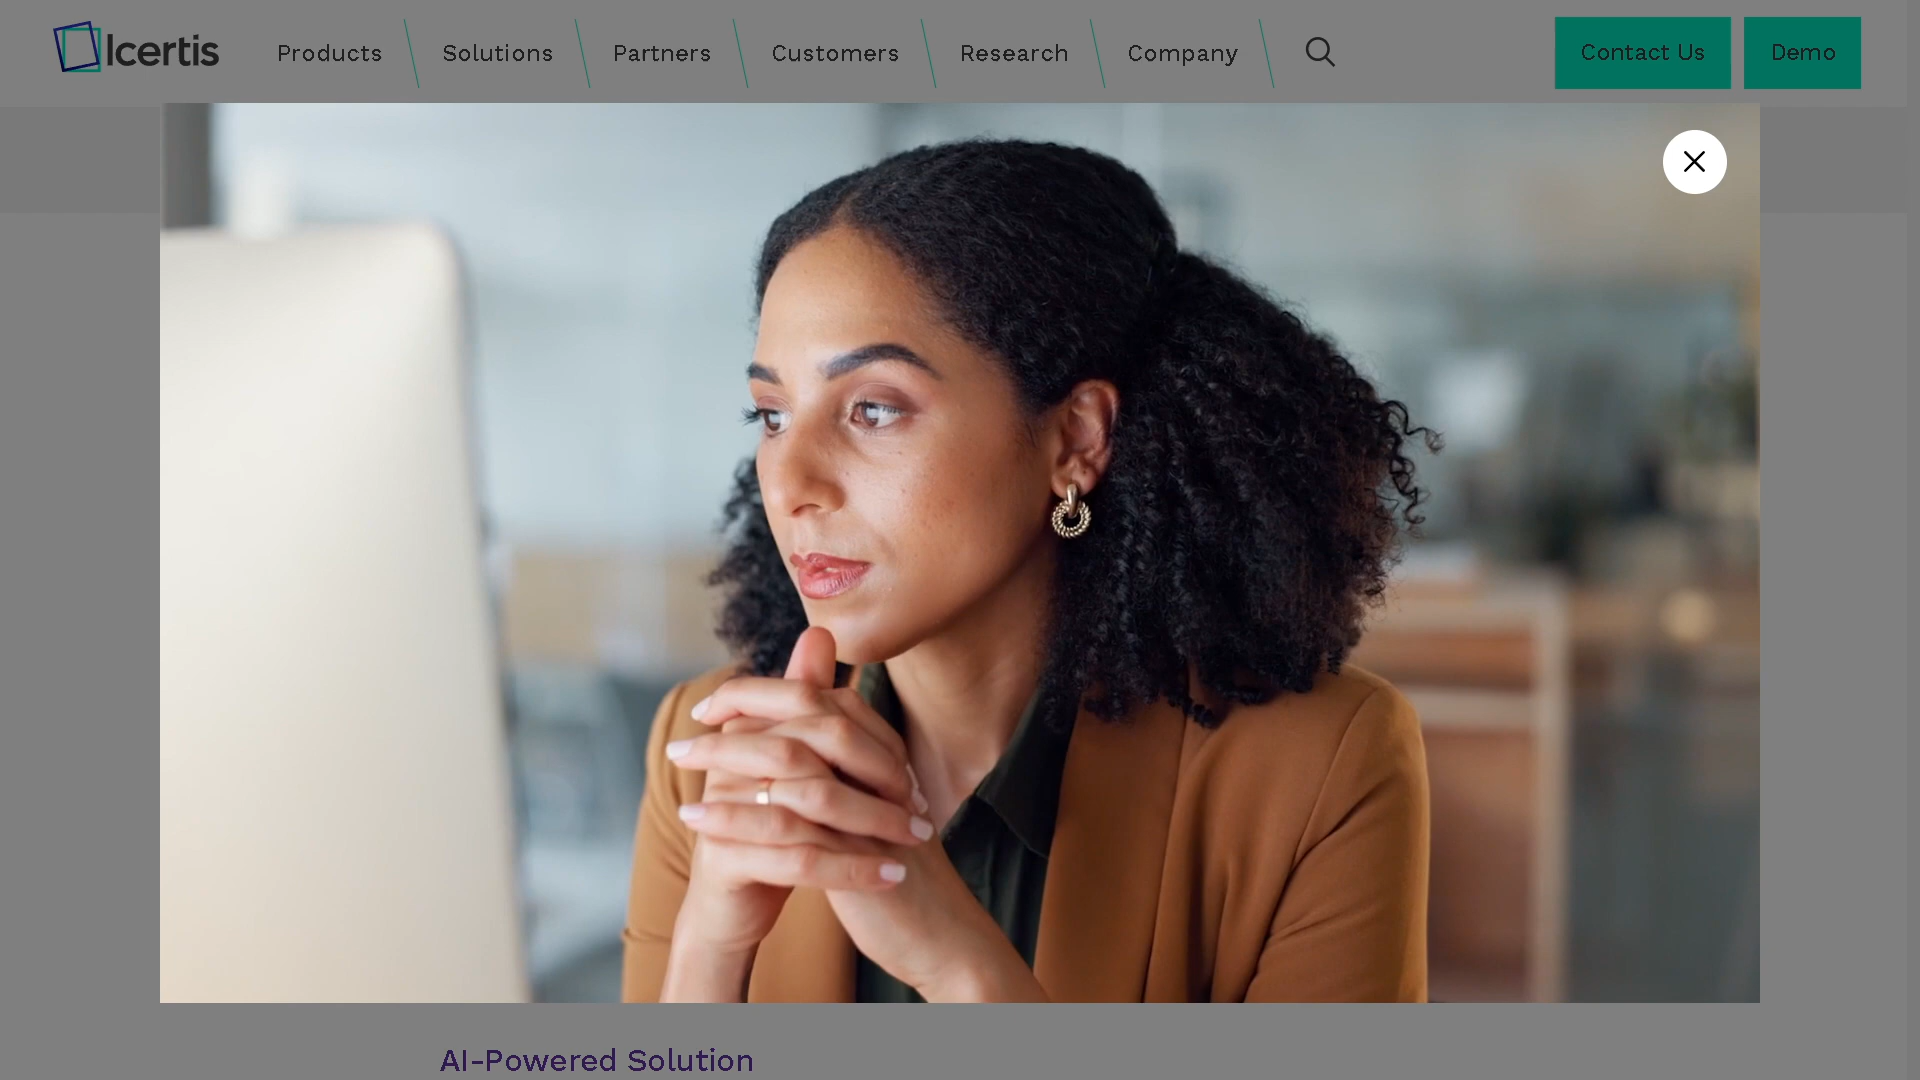 Icertis
Products
Solutions
Partners
Customers
Research
Company
Contact Us
Demo
AI-Powered Solution